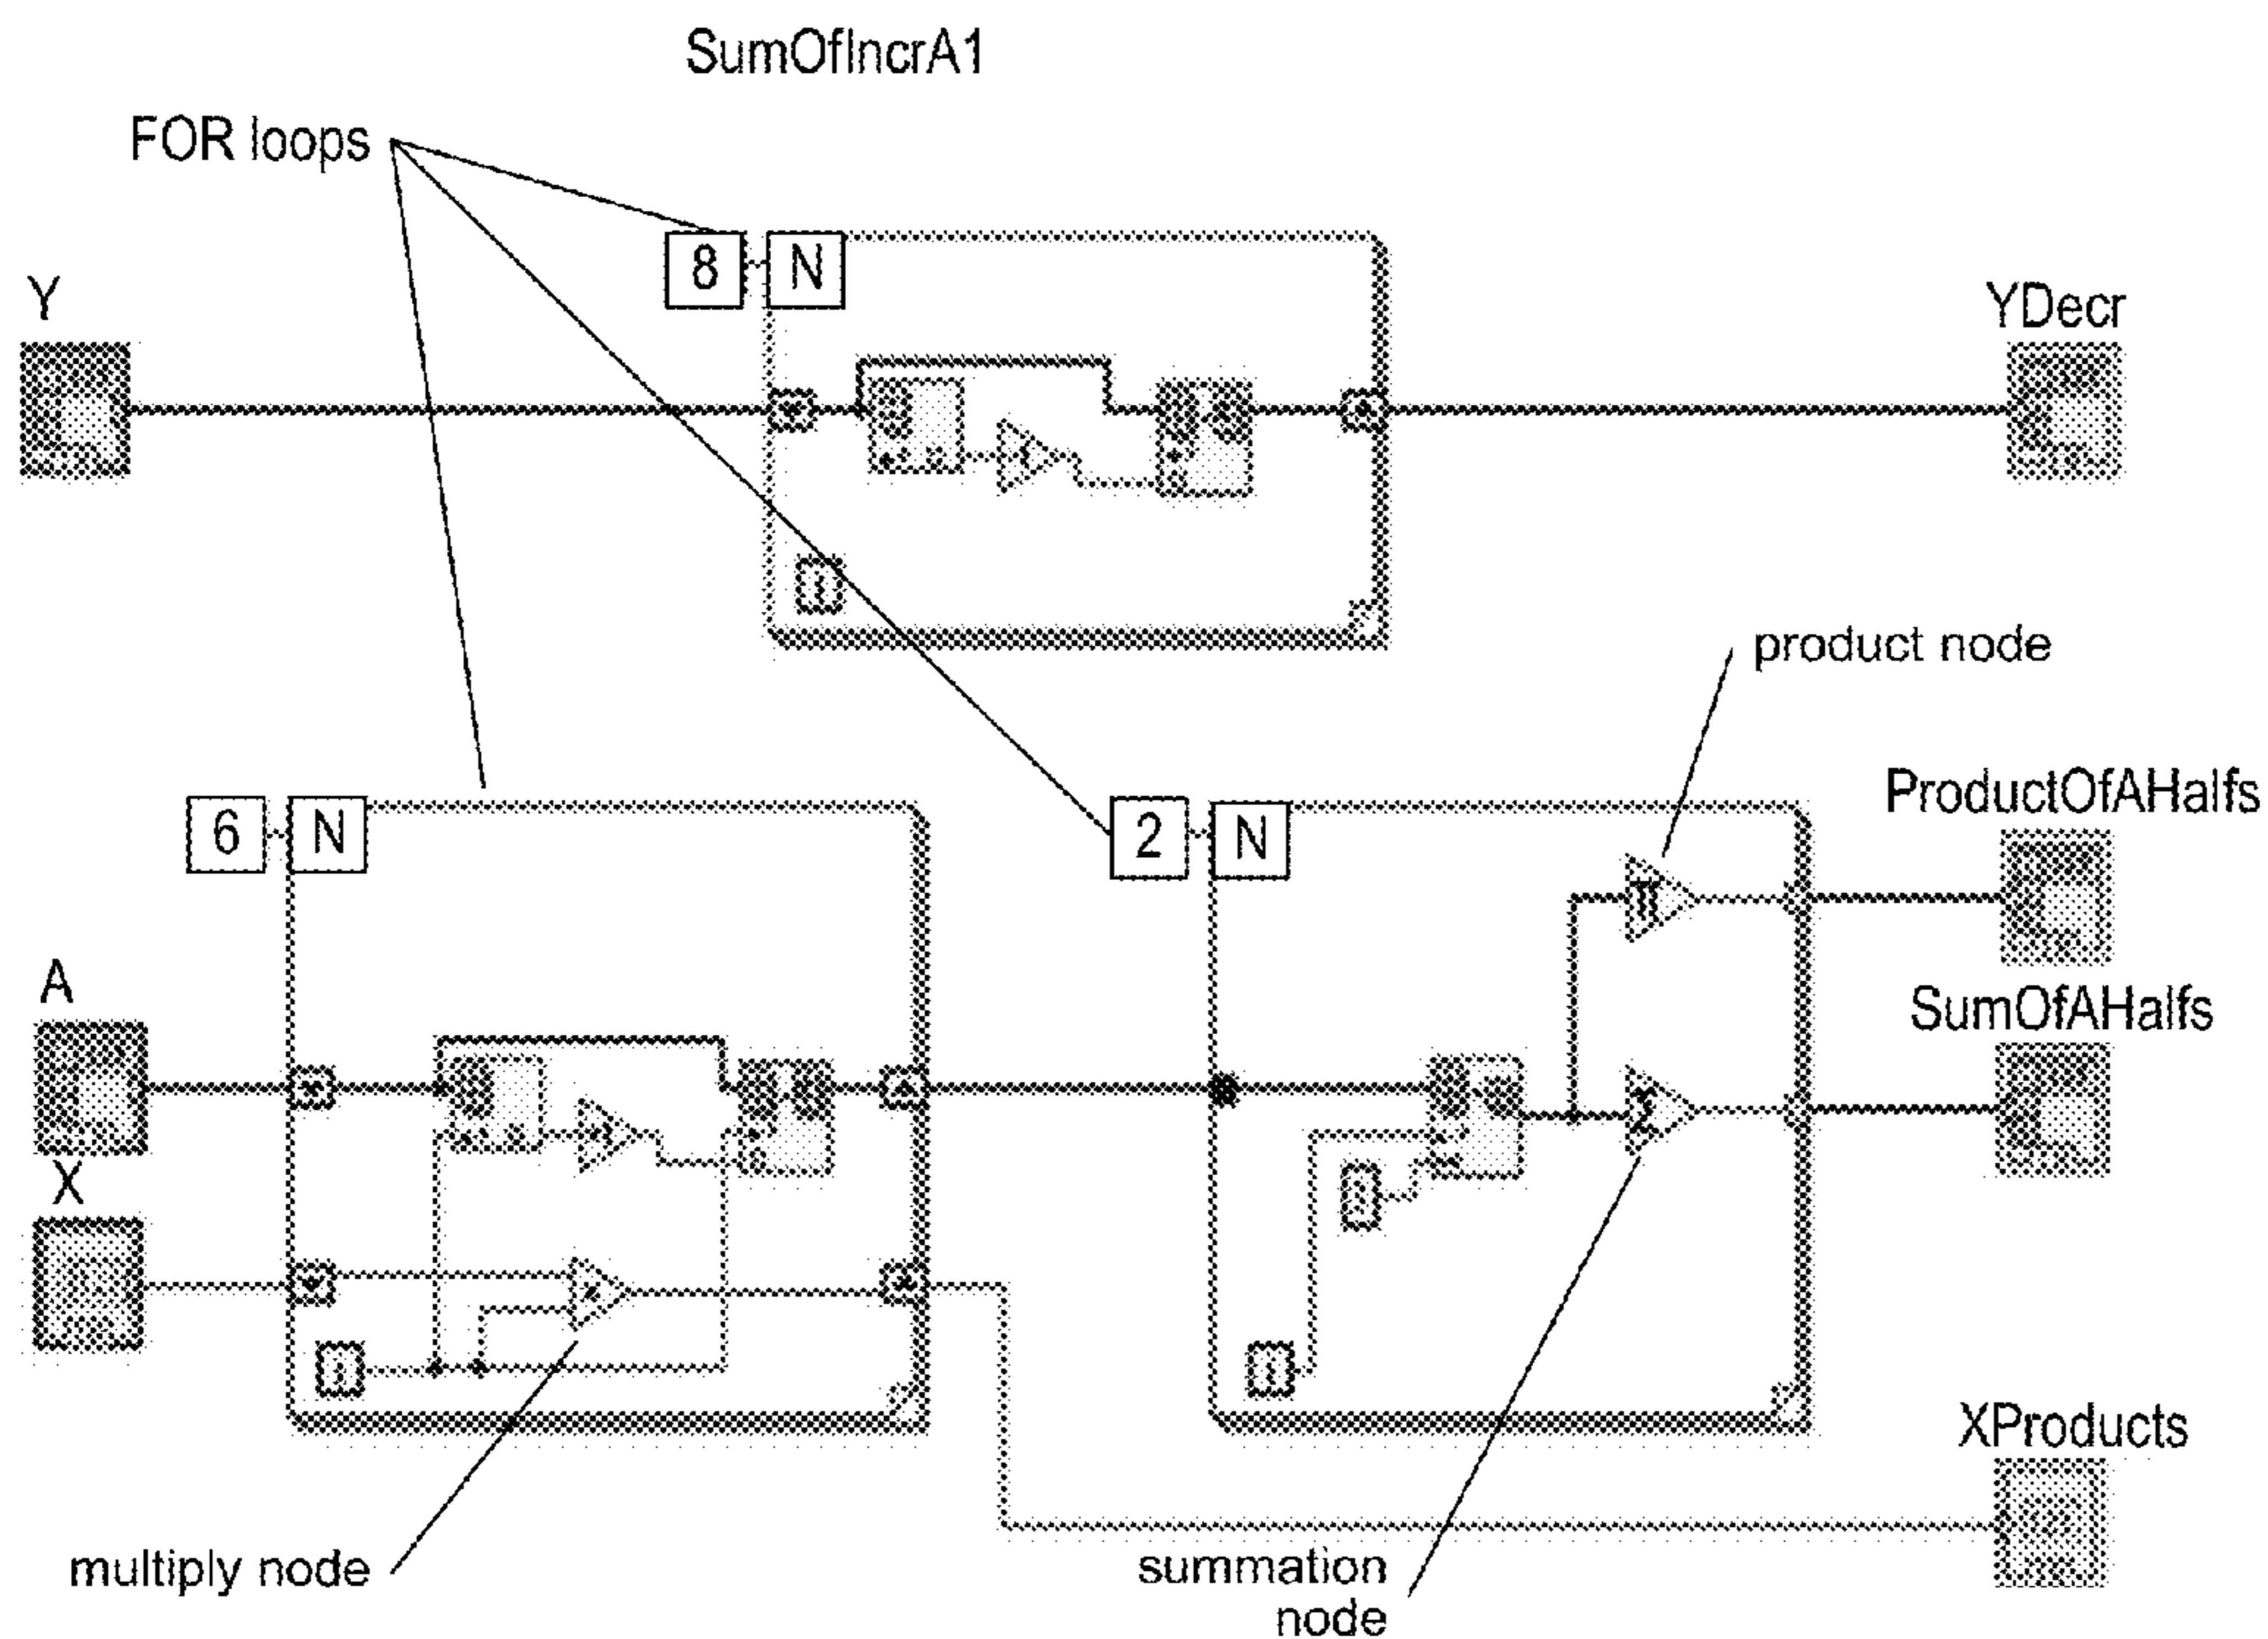 SumOfIncrA1
FOR loops
8 N
Y
YDecr
product node
6 N
2 N
ProductOfAHalfs
A
SumOfAHalfs
X
XProducts
multiply node
summation
node